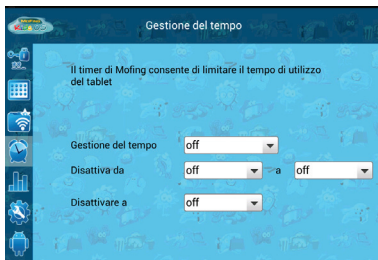 Gestione del tempo
Il timer di Mofing consente di limitare il tempo di utilizzo
del tablet
Gestione del tempo off
Disattiva da off a off
Disattivare a off